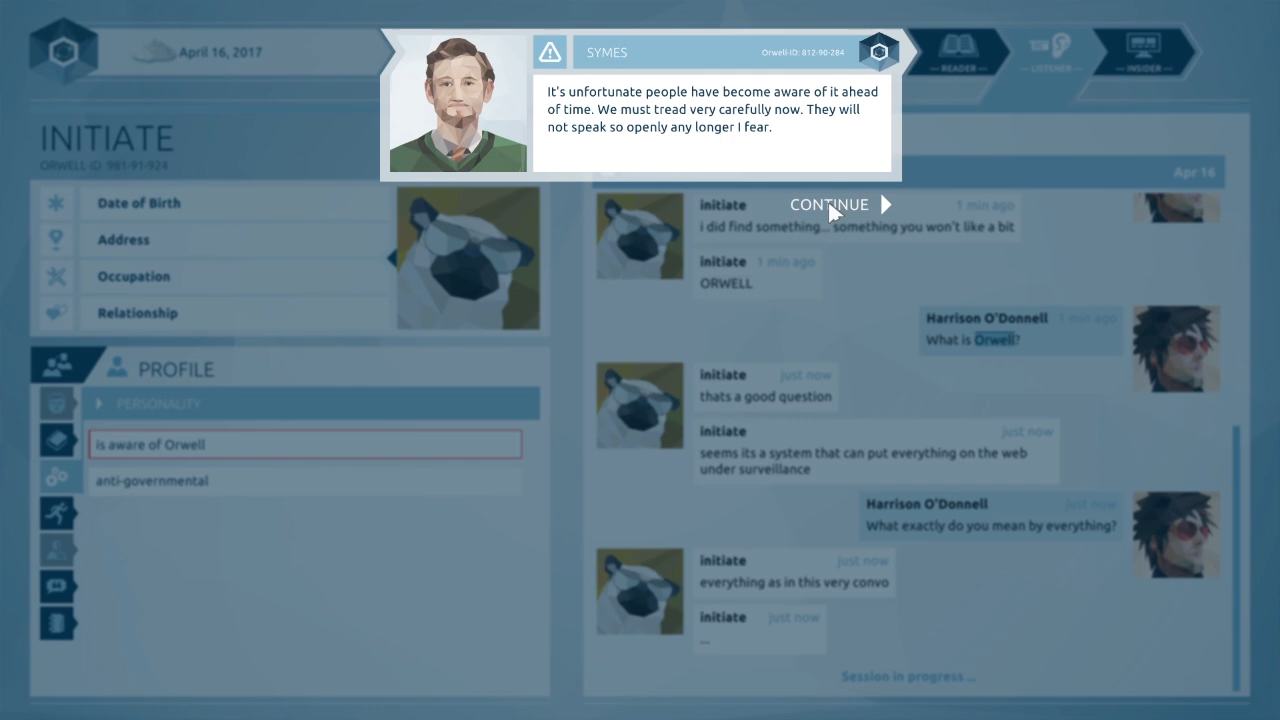 April 16, 2017
SYMES
Orwell-ID: 812-90-284
It's unfortunate people have become aware of it ahead
of time. We must tread very carefully now. They will
not speak so openly any longer I fear.
CONTINUE
READER
LISTENER
INSIDER
INITIATE
ORWELL-ID: 981-91-924
Date of Birth
Address
Occupation
Relationship
PROFILE
PERSONALITY
is aware of Orwell
anti-governmental
Apr 16
initiate 1 min ago
i did find something... something you won't like a bit
initiate 1 min ago
ORWELL
Harrison O'Donnell 1 min ago
What is Orwell?
initiate just now
thats a good question
initiate just now
seems its a system that can put everything on the web
under surveillance
Harrison O'Donnell just now
What exactly do you mean by everything?
initiate just now
everything as in this very convo
initiate just now
...
Session in progress ...